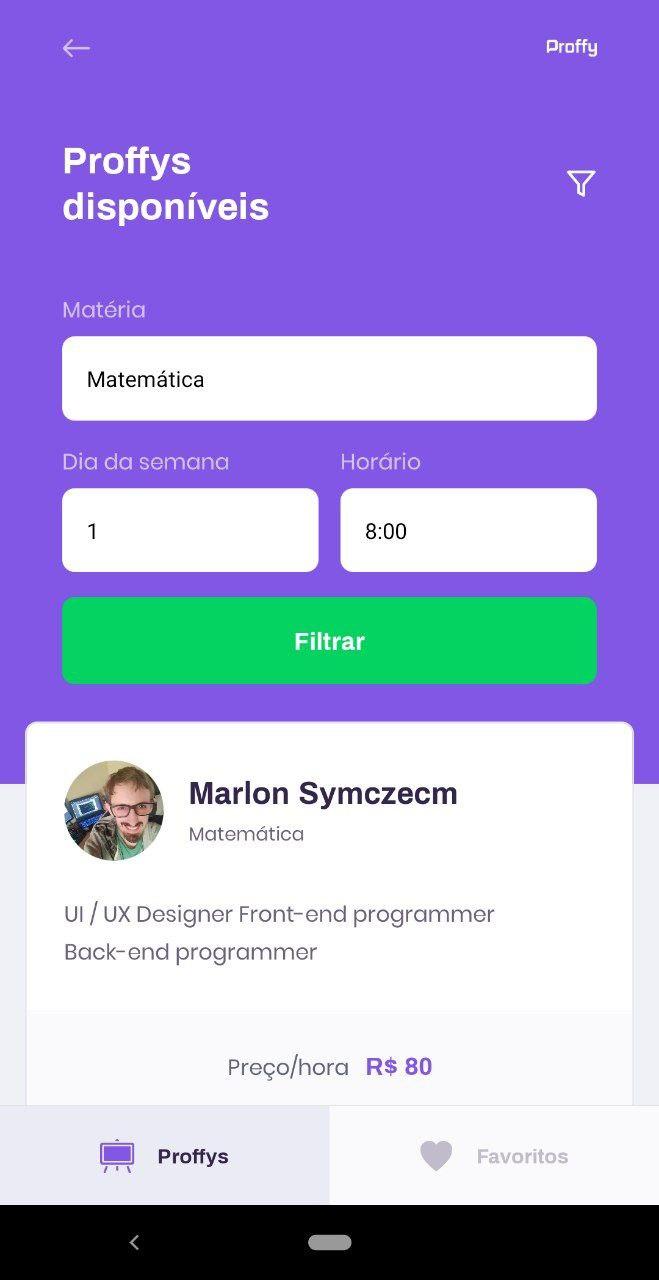 Proffy
Proffys
disponíveis
Matéria
Matemática
Dia da semana
Horário
1
8:00
Filtrar
Marlon Symczecm
Matemática
UI / UX Designer Front-end programmer
Back-end programmer
Preço/hora R$ 80
Proffys
Favoritos